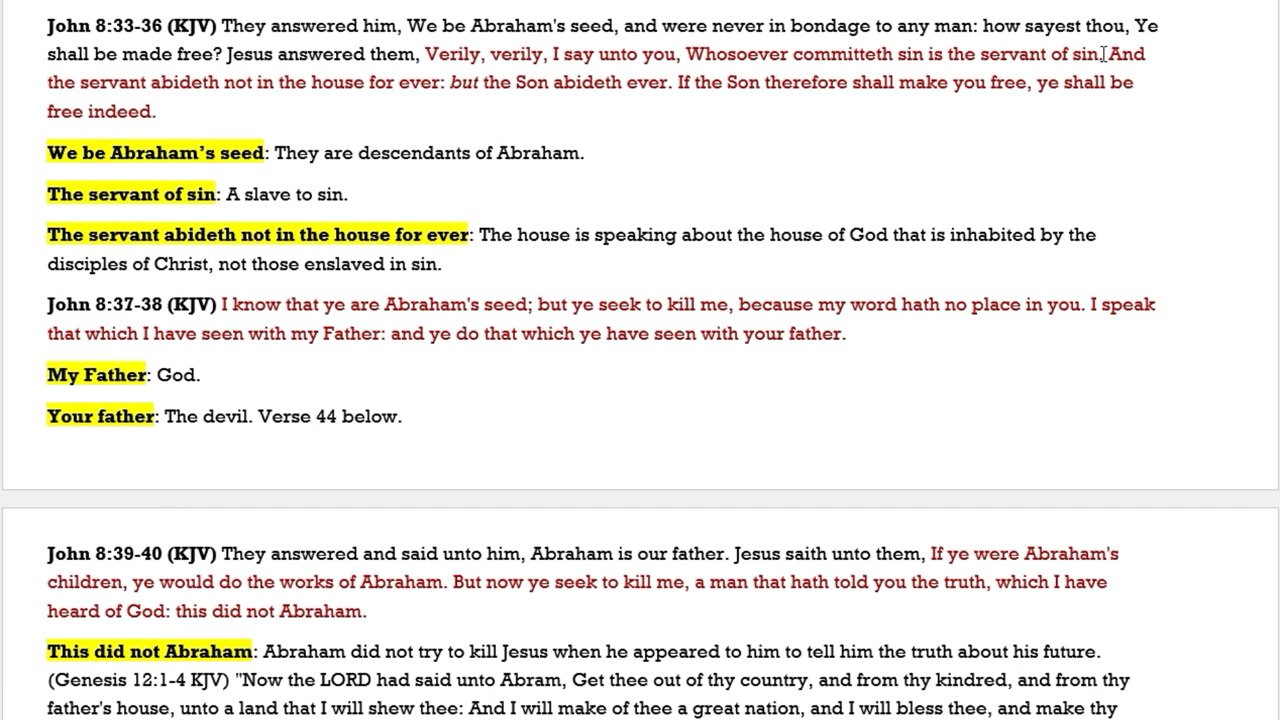 John 8:33-36 (KJV) They answered him, We be Abraham's seed, and were never in bondage to any man: how sayest thou, Ye
shall be made free? Jesus answered them, Verily, verily, I say unto you, Whosoever committeth sin is the servant of sin. And
the servant abideth not in the house for ever: but the Son abideth ever. If the Son therefore shall make you free, ye shall be
free indeed.
We be Abraham’s seed: They are descendants of Abraham.
The servant of sin: A slave to sin.
The servant abideth not in the house for ever: The house is speaking about the house of God that is inhabited by the
disciples of Christ, not those enslaved in sin.
John 8:37-38 (KJV) I know that ye are Abraham's seed; but ye seek to kill me, because my word hath no place in you. I speak
that which I have seen with my Father: and ye do that which ye have seen with your father.
My Father: God.
Your father: The devil. Verse 44 below.
John 8:39-40 (KJV) They answered and said unto him, Abraham is our father. Jesus saith unto them, If ye were Abraham's
children, ye would do the works of Abraham. But now ye seek to kill me, a man that hath told you the truth, which I have
heard of God: this did not Abraham.
This did not Abraham: Abraham did not try to kill Jesus when he appeared to him to tell him the truth about his future.
(Genesis 12:1-4 KJV) "Now the LORD had said unto Abram, Get thee out of thy country, and from thy kindred, and from thy
father's house, unto a land that I will shew thee: And I will make of thee a great nation, and I will bless thee, and make thy